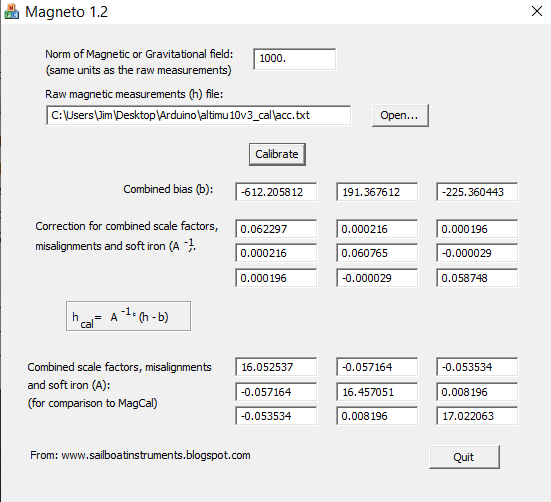 Magneto 1.2
Norm of Magnetic or Gravitational field: 1000.
(same units as the raw measurements)
Raw magnetic measurements (h) file:
C:\Users\Jim\Desktop\Arduino\altimu10v3_cal\acc.txt Open...
Calibrate
Combined bias (b): -612.205812 191.367612 -225.360443
Correction for combined scale factors, 0.062297 0.000216 0.000196
misalignments and soft iron (A -1): 0.000216 0.060765 -0.000029
0.000196 -0.000029 0.058748
h cal = A -1 * (h - b)
Combined scale factors, misalignments 16.052537 -0.057164 -0.053534
and soft iron (A): -0.057164 16.457051 0.008196
(for comparison to MagCal) -0.053534 0.008196 17.022063
From: www.sailboatinstruments.blogspot.com Quit